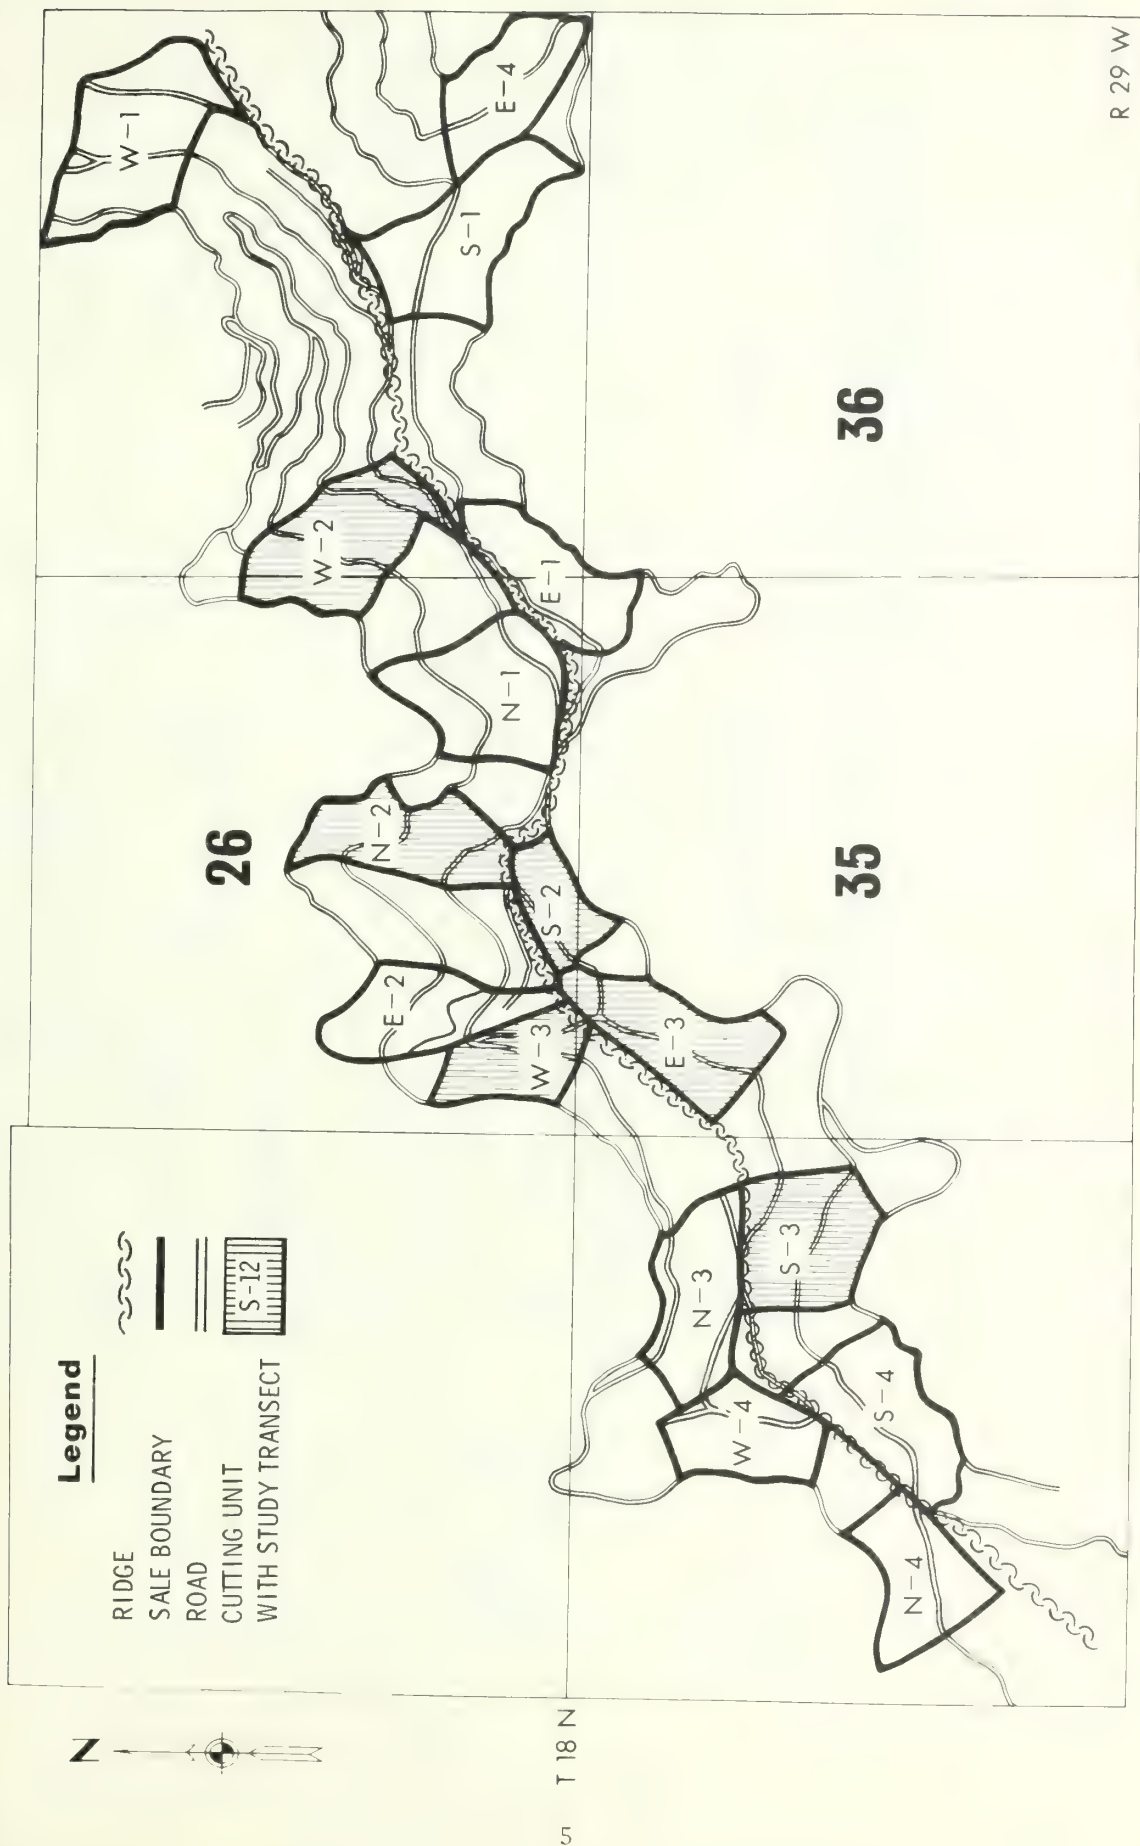 Legend
RIDGE
SALE BOUNDARY
ROAD
CUTTING UNIT
WITH STUDY TRANSECT
S-12
N
T 18 N
R 29 W
26
35
36
W-1
E-4
S-1
W-2
E-1
N-1
N-2
S-2
E-2
W-3
E-3
N-3
S-3
W-4
S-4
N-4
5